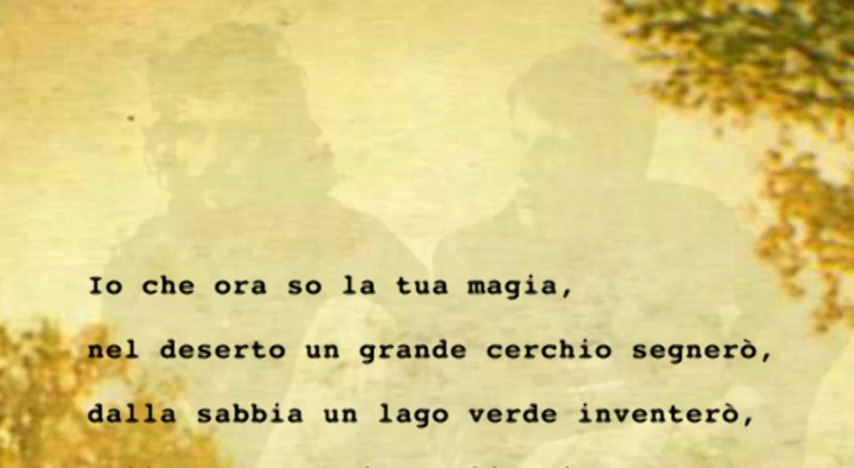 Io che ora so la tua magia,
nel deserto un grande cerchio segnerò,
dalla sabbia un lago verde inventerò,